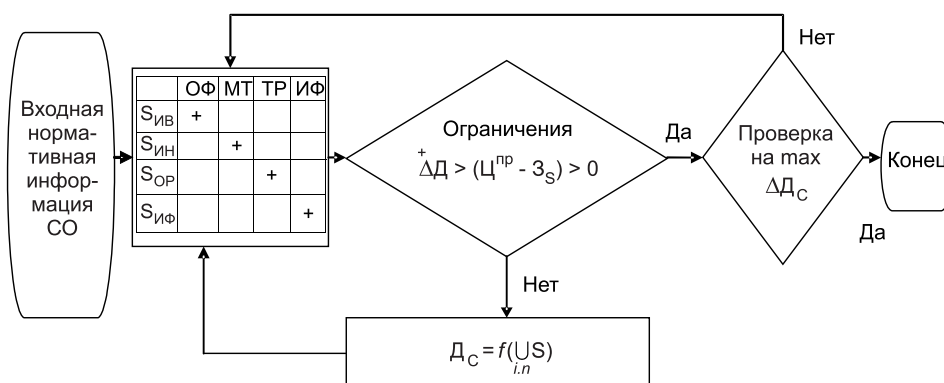 Входная
норма-
тивная
инфор-
мация
СО
ОФ МТ ТР ИФ
S_ИВ +
S_ИН +
S_ОР +
S_ИФ +
Ограничения
+
ΔД > (Ц^пр - З_S) > 0
Да
Нет
Д_С = f(⋃S)
i.n
Проверка
на max
ΔД_С
Нет
Да
Конец